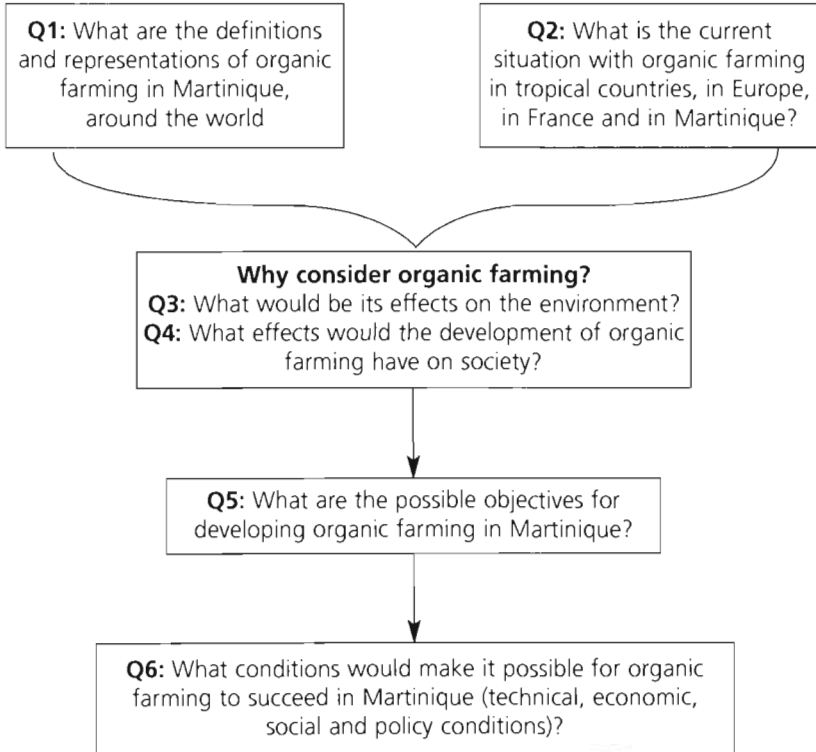 Q1: What are the definitions
and representations of organic
farming in Martinique,
around the world
Q2: What is the current
situation with organic farming
in tropical countries, in Europe,
in France and in Martinique?
Why consider organic farming?
Q3: What would be its effects on the environment?
Q4: What effects would the development of organic
farming have on society?
Q5: What are the possible objectives for
developing organic farming in Martinique?
Q6: What conditions would make it possible for organic
farming to succeed in Martinique (technical, economic,
social and policy conditions)?